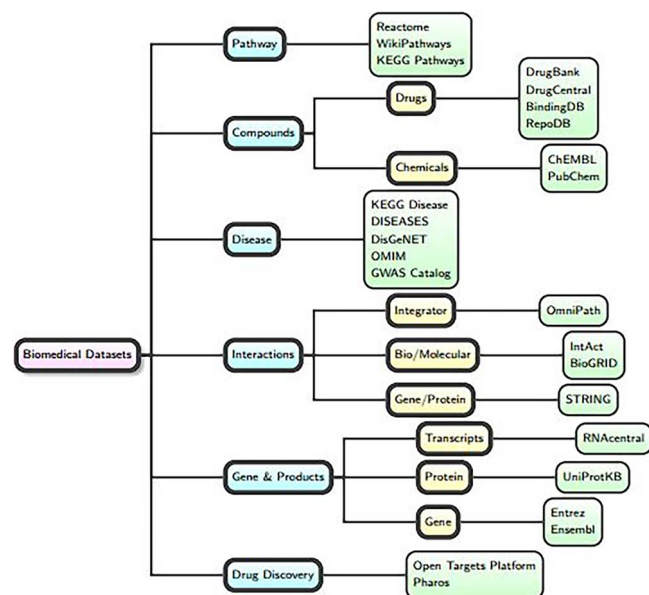 Pathway
Reactome
WikiPathways
KEGG Pathways
Compounds
Drugs
DrugBank
DrugCentral
BindingDB
RepoDB
Chemicals
ChEMBL
PubChem
Disease
KEGG Disease
DISEASES
DisGeNET
OMIM
GWAS Catalog
Biomedical Datasets
Interactions
Integrator
OmniPath
Bio/Molecular
IntAct
BioGRID
Gene/Protein
STRING
Gene & Products
Transcripts
RNAcentral
Protein
UniProtKB
Gene
Entrez
Ensembl
Drug Discovery
Open Targets Platform
Pharos